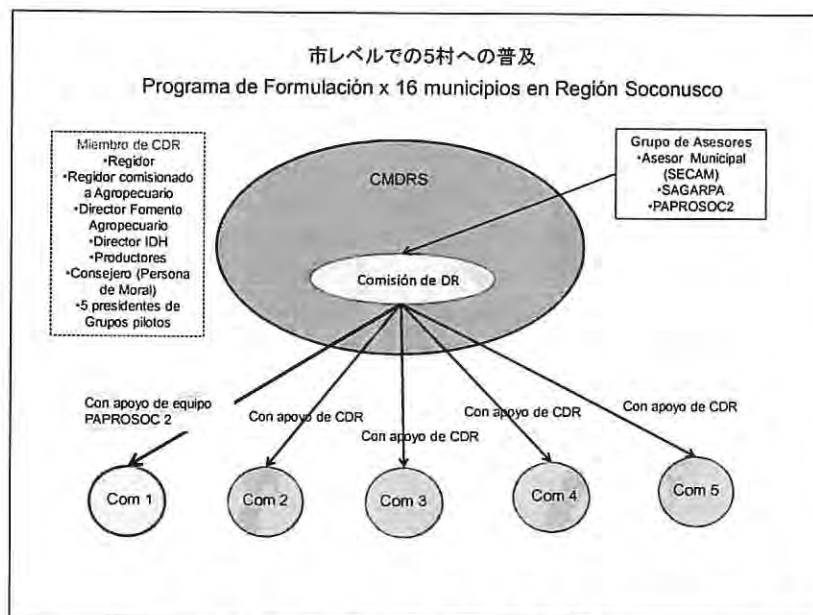 市レベルでの5村への普及
Programa de Formulación x 16 municipios en Región Soconusco
Miembro de CDR
•Regidor
•Regidor comisionado
a Agropecuario
•Director Fomento
Agropecuario
•Director IDH
•Productores
•Consejero (Persona
de Moral)
•5 presidentes de
Grupos pilotos
CMDRS
Comisión de DR
Grupo de Asesores
•Asesor Municipal
(SECAM)
•SAGARPA
•PAPROSOC2
Con apoyo de equipo
PAPROSOC 2
Con apoyo de CDR
Con apoyo de CDR
Con apoyo de CDR
Con apoyo de CDR
Com 1
Com 2
Com 3
Com 4
Com 5